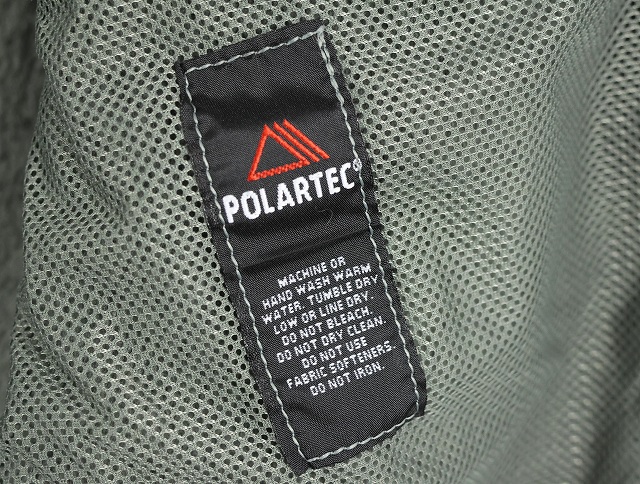 POLARTEC®
MACHINE OR
HAND WASH WARM
WATER, TUMBLE DRY
LOW OR LINE DRY.
DO NOT BLEACH.
DO NOT DRY CLEAN.
DO NOT USE
FABRIC SOFTENERS.
DO NOT IRON.